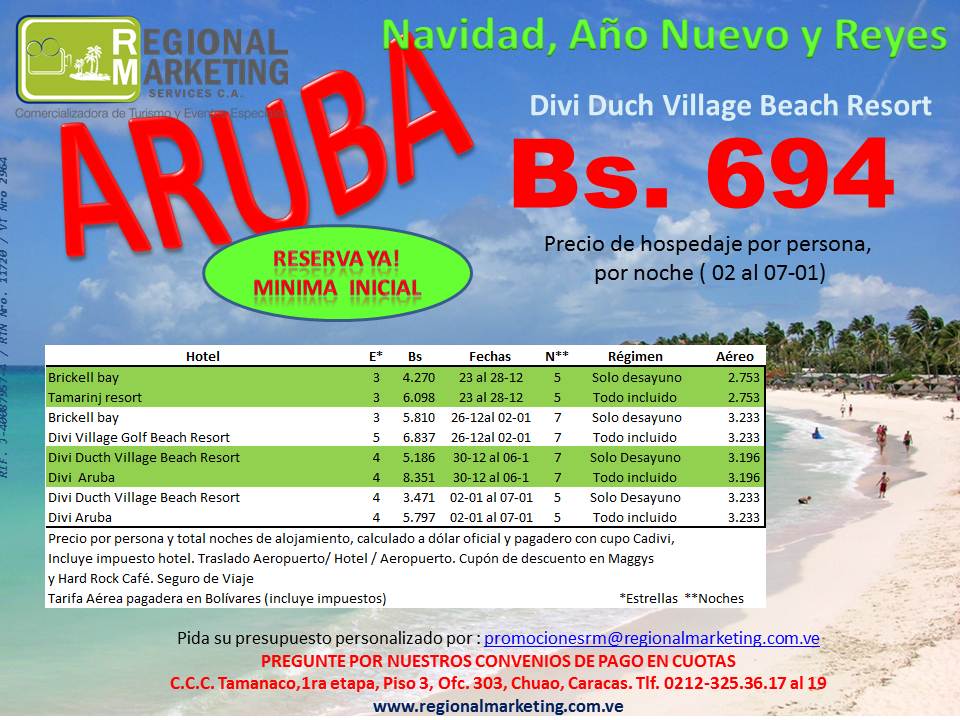 REGIONAL
MARKETING
SERVICES C.A.
Comercializadora de Turismo y Eventos Especiales
Navidad, Año Nuevo y Reyes
ARUBA
Divi Duch Village Beach Resort
Bs. 694
Precio de hospedaje por persona,
por noche ( 02 al 07-01)
RESERVA YA!
MINIMA INICIAL
RIN Nro. 11720 / VT Nro 2964
Hotel E* Bs Fechas N** Régimen Aéreo
Brickell bay 3 4.270 23 al 28-12 5 Solo desayuno 2.753
Tamarinj resort 3 6.098 23 al 28-12 5 Todo incluido 2.753
Brickell bay 3 5.810 26-12al 02-01 7 Solo desayuno 3.233
Divi Village Golf Beach Resort 5 6.837 26-12al 02-01 7 Todo incluido 3.233
Divi Ducth Village Beach Resort 4 5.186 30-12 al 06-1 7 Solo Desayuno 3.196
Divi Aruba 4 8.351 30-12 al 06-1 7 Todo incluido 3.196
Divi Ducth Village Beach Resort 4 3.471 02-01 al 07-01 5 Solo Desayuno 3.233
Divi Aruba 4 5.797 02-01 al 07-01 5 Todo incluido 3.233
Precio por persona y total noches de alojamiento, calculado a dólar oficial y pagadero con cupo Cadivi,
Incluye impuesto hotel. Traslado Aeropuerto/ Hotel / Aeropuerto. Cupón de descuento en Maggys
y Hard Rock Café. Seguro de Viaje
Tarifa Aérea pagadera en Bolívares (incluye impuestos) *Estrellas **Noches
Pida su presupuesto personalizado por : promocionesrm@regionalmarketing.com.ve
PREGUNTE POR NUESTROS CONVENIOS DE PAGO EN CUOTAS
C.C.C. Tamanaco,1ra etapa, Piso 3, Ofc. 303, Chuao, Caracas. Tlf. 0212-325.36.17 al 19
www.regionalmarketing.com.ve